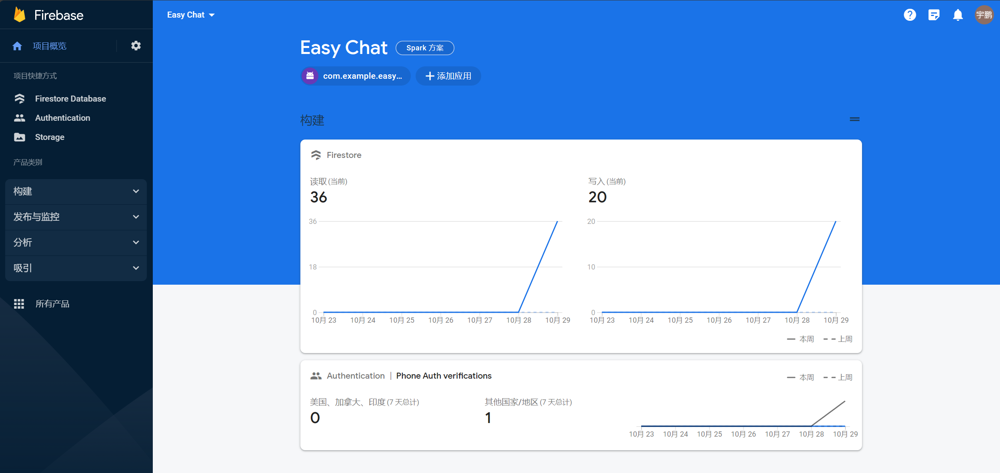 Firebase
Easy Chat
宇鹏
项目概览
Easy Chat
Spark 方案
com.example.easy...
添加应用
项目快捷方式
Firestore Database
Authentication
Storage
产品类别
构建
发布与监控
分析
吸引
所有产品
构建
Firestore
读取 (当前)
36
36
18
0
10月 23
10月 24
10月 25
10月 26
10月 27
10月 28
10月 29
写入 (当前)
20
20
10
0
10月 23
10月 24
10月 25
10月 26
10月 27
10月 28
10月 29
本周
上周
Authentication | Phone Auth verifications
本周
上周
美国、加拿大、印度 (7 天总计)
0
其他国家/地区 (7 天总计)
1
10月 23
10月 24
10月 25
10月 26
10月 27
10月 28
10月 29